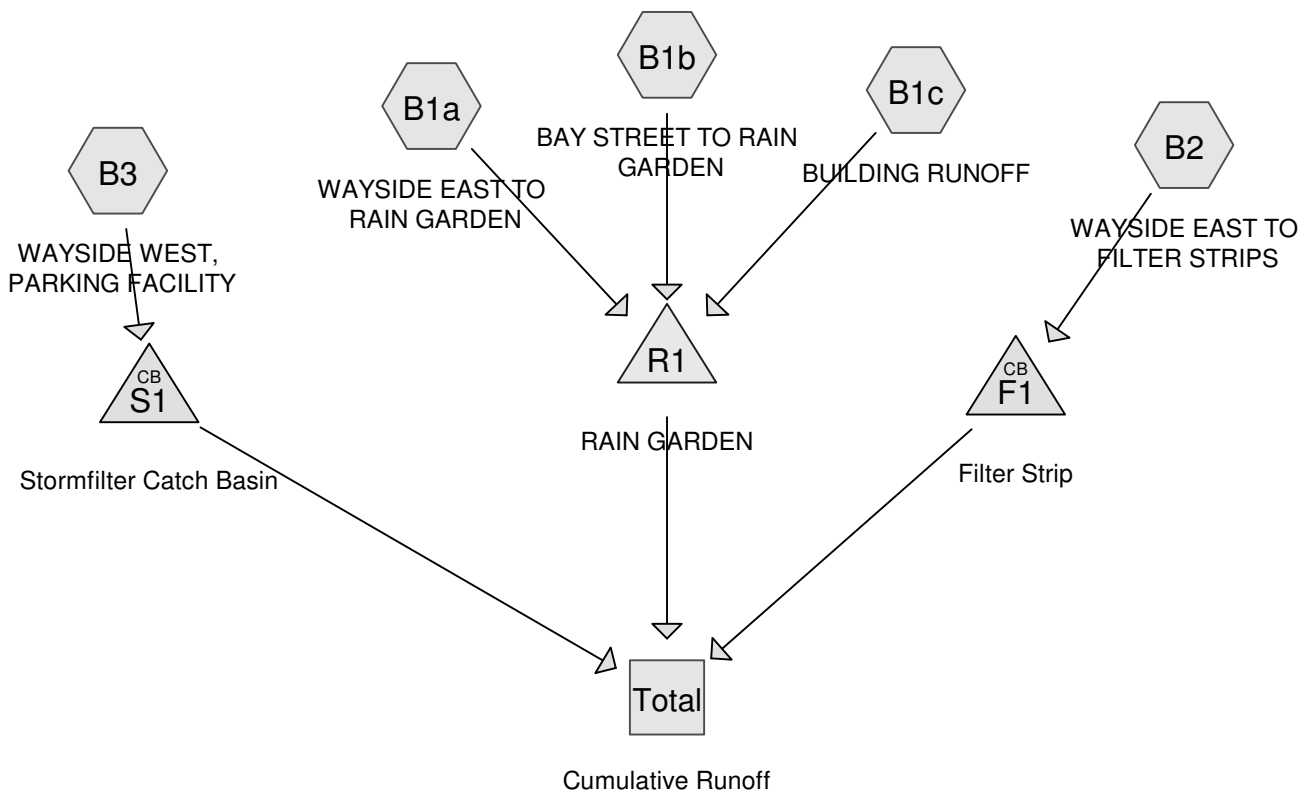 B1b
B1a
B1c
B2
B3
BAY STREET TO RAIN
GARDEN
BUILDING RUNOFF
WAYSIDE EAST TO
RAIN GARDEN
WAYSIDE EAST TO
FILTER STRIPS
WAYSIDE WEST,
PARKING FACILITY
R1
CB
S1
CB
F1
RAIN GARDEN
Stormfilter Catch Basin
Filter Strip
Total
Cumulative Runoff